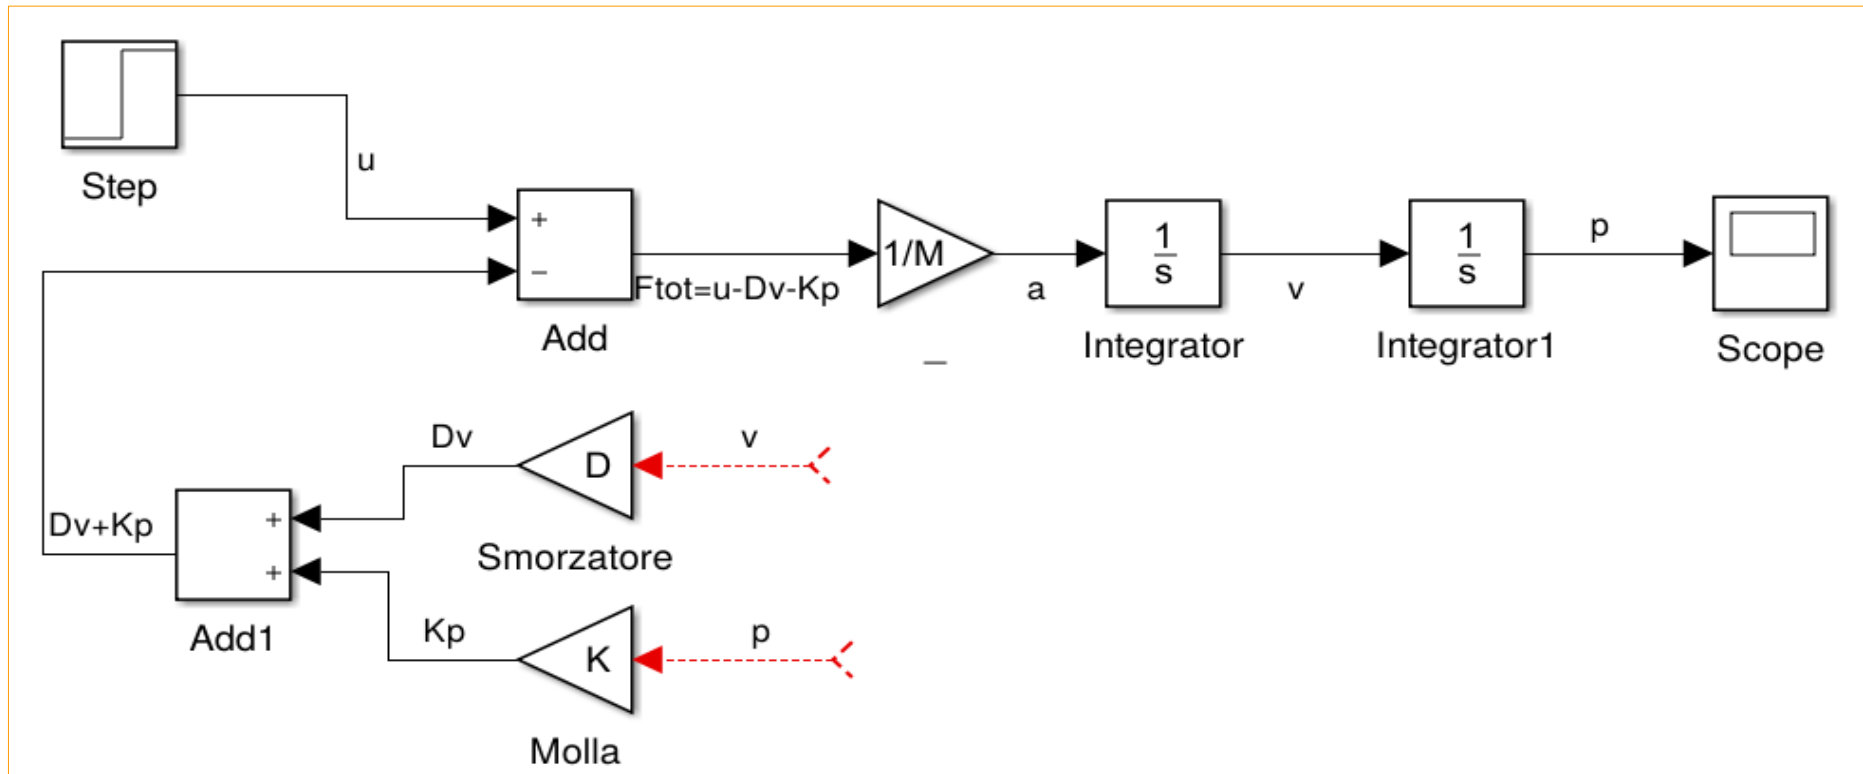 Step
u
+
−
Add
Ftot=u-Dv-Kp
1/M
a
1
s
Integrator
v
1
s
Integrator1
p
Scope
_
Dv
D
v
Smorzatore
Dv+Kp
+
+
Add1
Kp
K
p
Molla